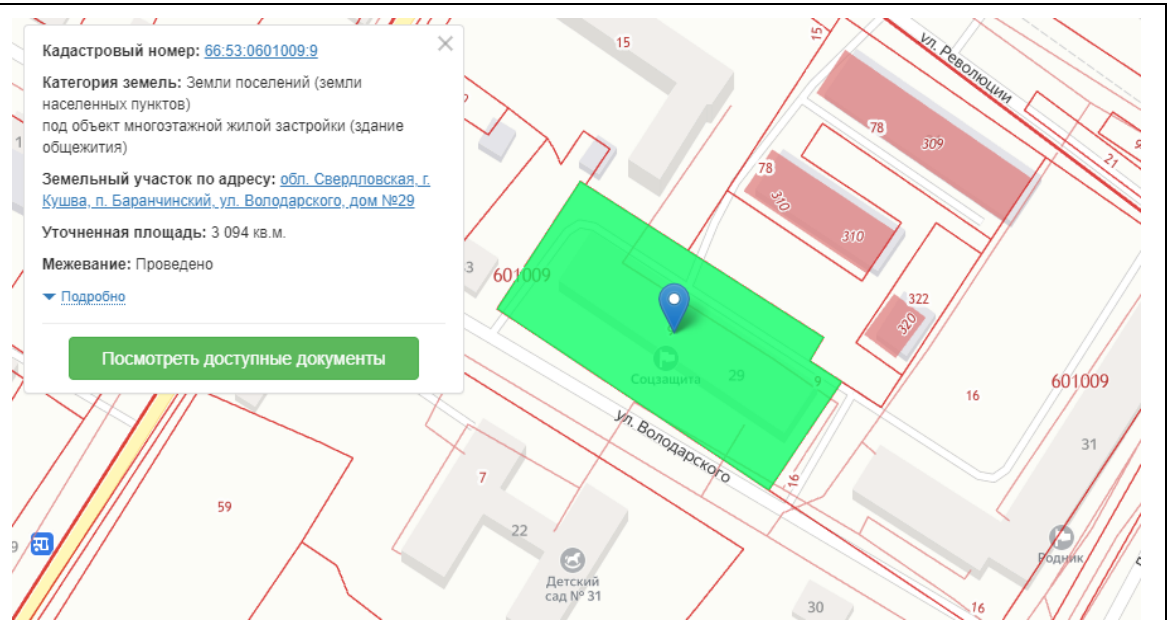 Кадастровый номер: 66:53:0601009:9
Категория земель: Земли поселений (земли
населенных пунктов)
под объект многоэтажной жилой застройки (здание
общежития)
Земельный участок по адресу: обл. Свердловская, г.
Кушва, п. Баранчинский, ул. Володарского, дом №29
Уточненная площадь: 3 094 кв.м.
Межевание: Проведено
Подробно
Посмотреть доступные документы
15
15
ул. Революции
78
309
21
78
310
310
322
320
601009
3
Соцзащита
29
9
16
601009
31
ул. Володарского
16
7
59
22
Детский
сад № 31
Родник
30
16